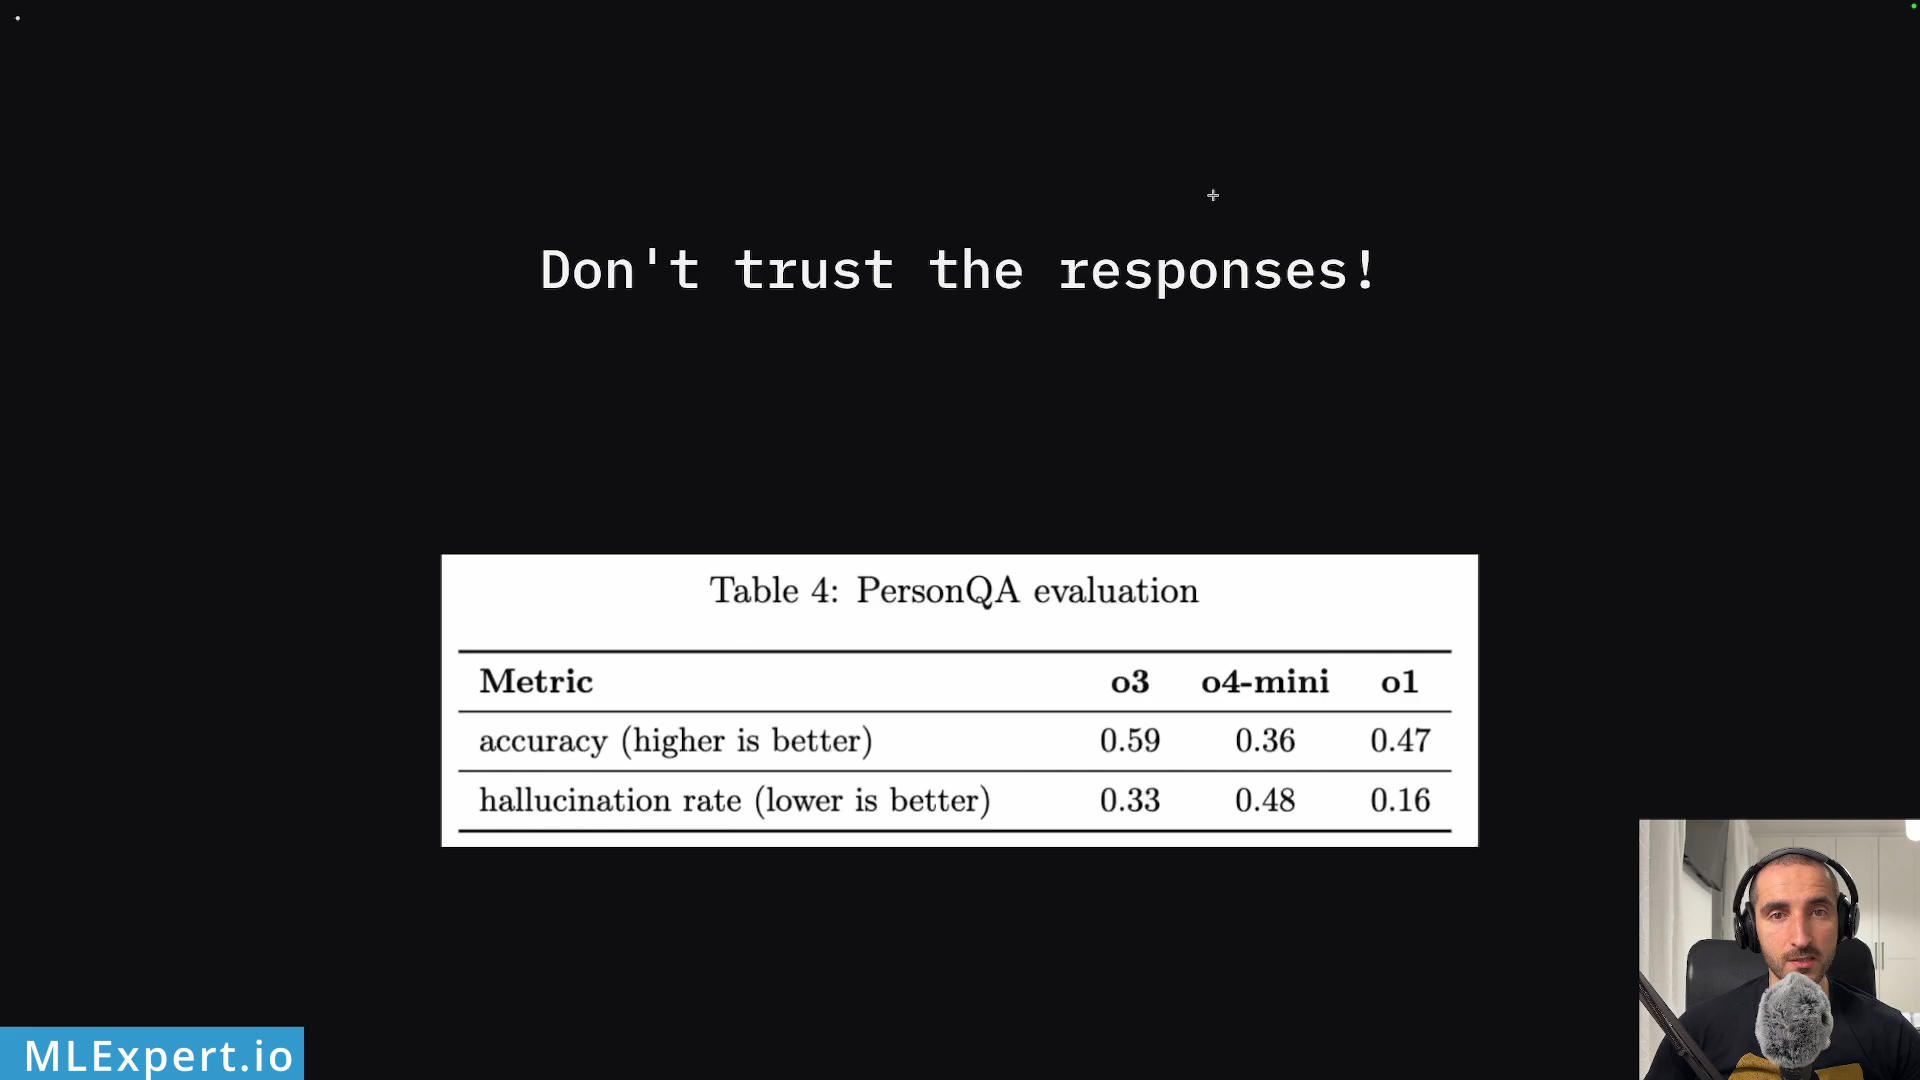 Don't trust the responses!
Table 4: PersonQA evaluation
Metric o3 o4-mini o1
accuracy (higher is better) 0.59 0.36 0.47
hallucination rate (lower is better) 0.33 0.48 0.16
MLExpert.io